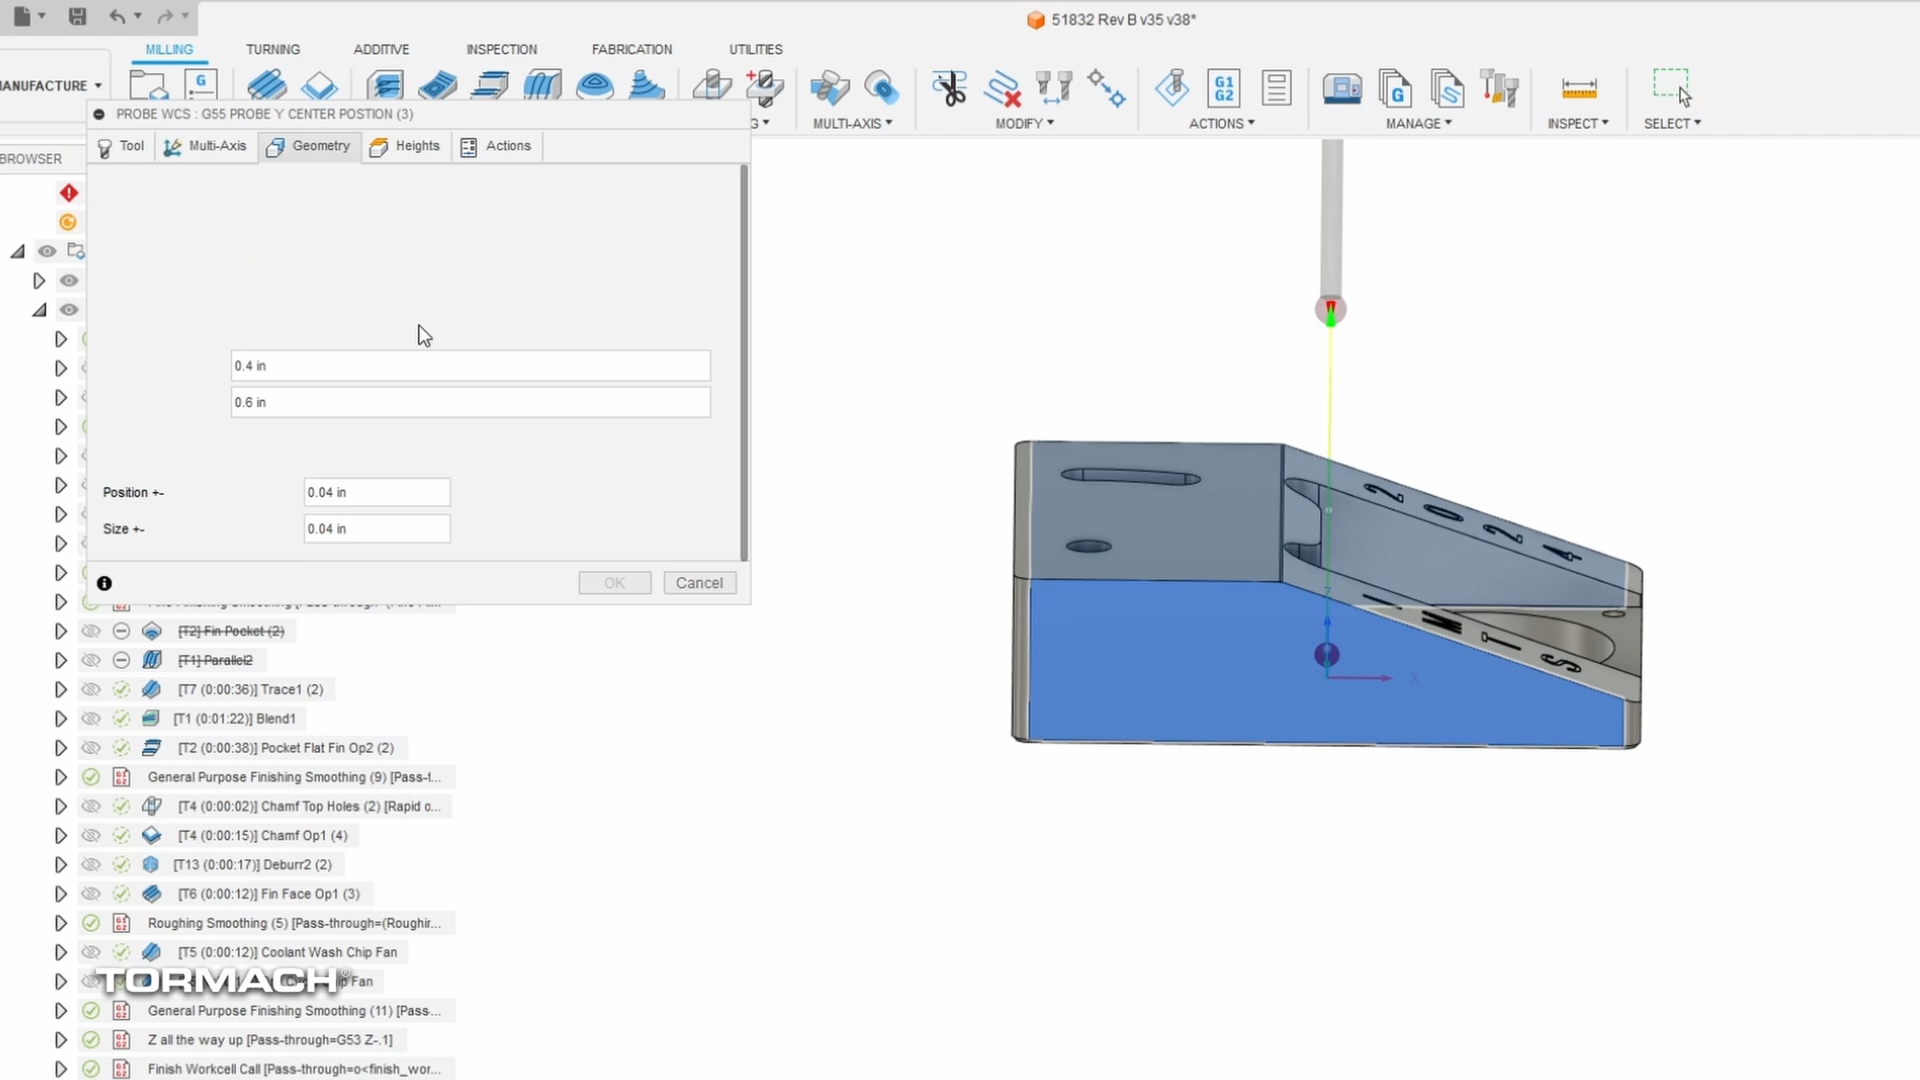 51832 Rev B v35 v38*
MILLING
TURNING
ADDITIVE
INSPECTION
FABRICATION
UTILITIES
MANUFACTURE
G
G1
G2
G
MULTI-AXIS
MODIFY
ACTIONS
MANAGE
INSPECT
SELECT
BROWSER
PROBE WCS : G55 PROBE Y CENTER POSTION (3)
Tool
Multi-Axis
Geometry
Heights
Actions
0.4 in
0.6 in
Position +-
0.04 in
Size +-
0.04 in
OK
Cancel
[T2] Fin Pocket (2)
[T1] Parallel2
[T7 (0:00:36)] Trace1 (2)
[T1 (0:01:22)] Blend1
[T2 (0:00:38)] Pocket Flat Fin Op2 (2)
General Purpose Finishing Smoothing (9) [Pass-t...
[T4 (0:00:02)] Chamf Top Holes (2) [Rapid o...
[T4 (0:00:15)] Chamf Op1 (4)
[T13 (0:00:17)] Deburr2 (2)
[T6 (0:00:12)] Fin Face Op1 (3)
Roughing Smoothing (5) [Pass-through=(Roughir...
[T5 (0:00:12)] Coolant Wash Chip Fan
TORMACH®
Fan
General Purpose Finishing Smoothing (11) [Pass...
Z all the way up [Pass-through=G53 Z-.1]
Finish Workcell Call [Pass-through=o<finish_wor...
2024
IMTS
Z
X